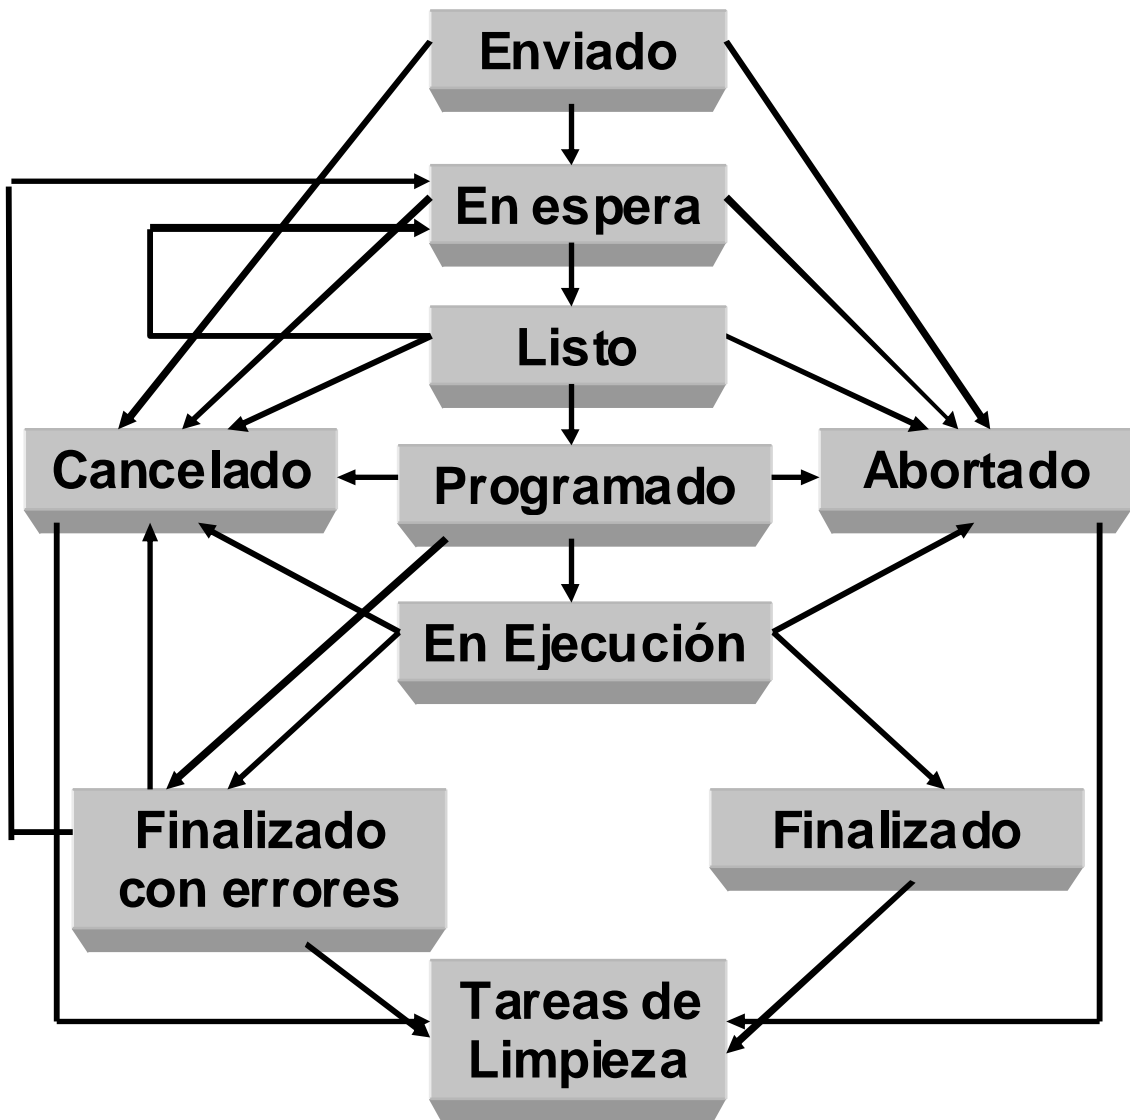 Enviado
En espera
Listo
Cancelado
Programado
Abortado
En Ejecución
Finalizado
con errores
Finalizado
Tareas de
Limpieza